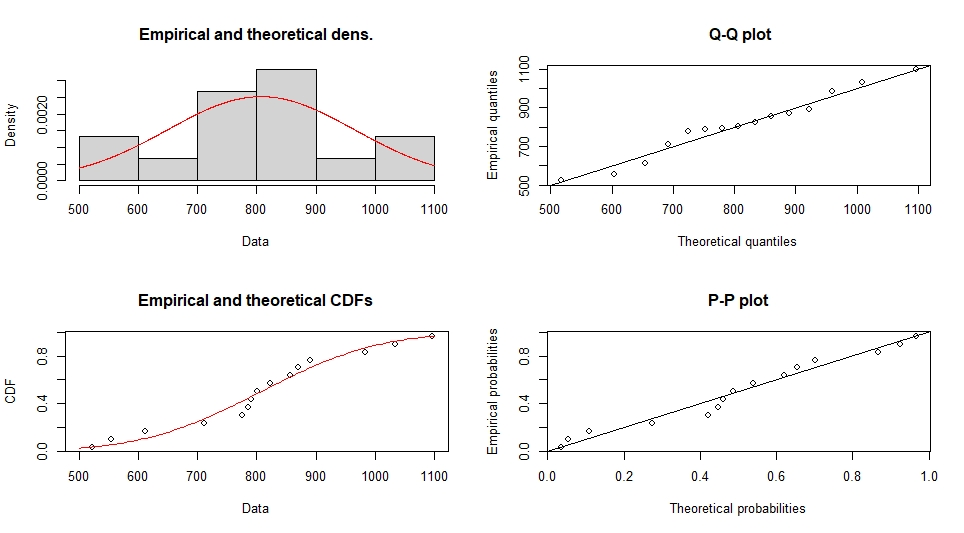 Empirical and theoretical dens.
Density
0.0000 0.0020
500 600 700 800 900 1000 1100
Data
Q-Q plot
Empirical quantiles
500 700 900 1100
500 600 700 800 900 1000 1100
Theoretical quantiles
Empirical and theoretical CDFs
CDF
0.0 0.4 0.8
500 600 700 800 900 1000 1100
Data
P-P plot
Empirical probabilities
0.0 0.4 0.8
0.0 0.2 0.4 0.6 0.8 1.0
Theoretical probabilities